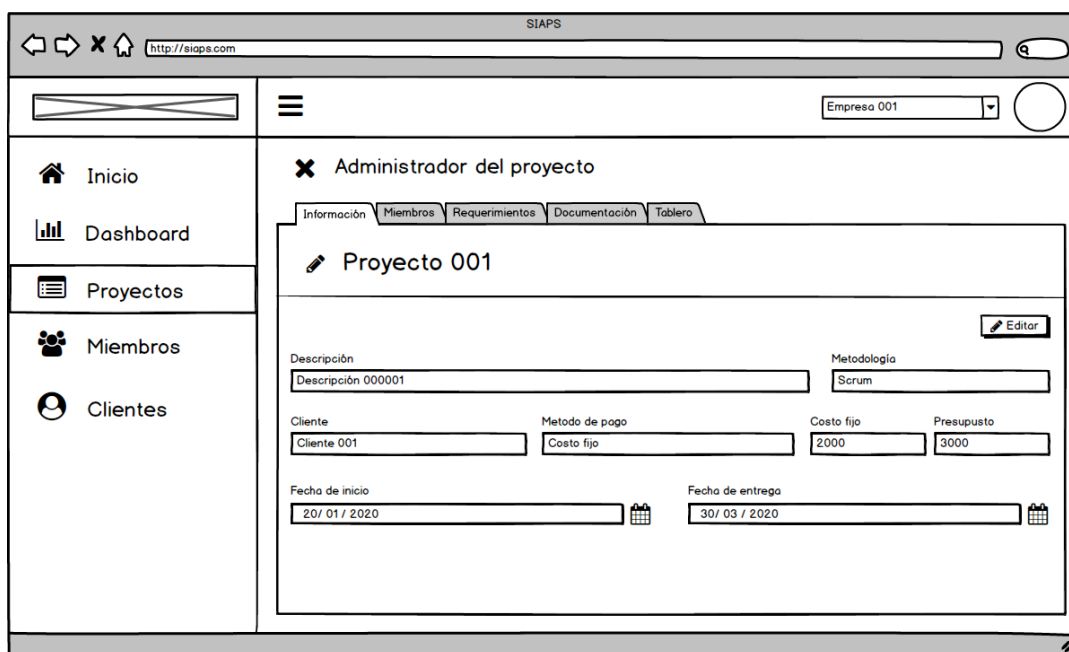 SIAPS
http://siaps.com
Empresa 001
Inicio
Dashboard
Proyectos
Miembros
Clientes
Administrador del proyecto
Información Miembros Requerimientos Documentación Tablero
Proyecto 001
Editar
Descripción Metodología
Descripción 000001 Scrum
Cliente Metodo de pago Costo fijo Presupusto
Cliente 001 Costo fijo 2000 3000
Fecha de inicio Fecha de entrega
20/ 01 / 2020 30/ 03 / 2020